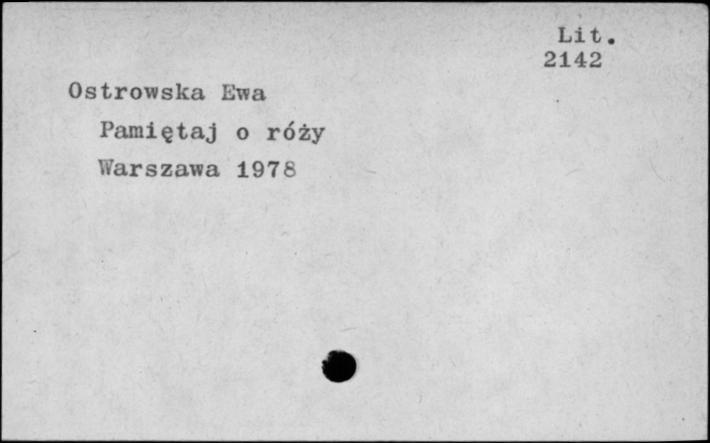 Lit.
2142
Ostrowska Ewa
Pamiętaj o róży
Warszawa 1978